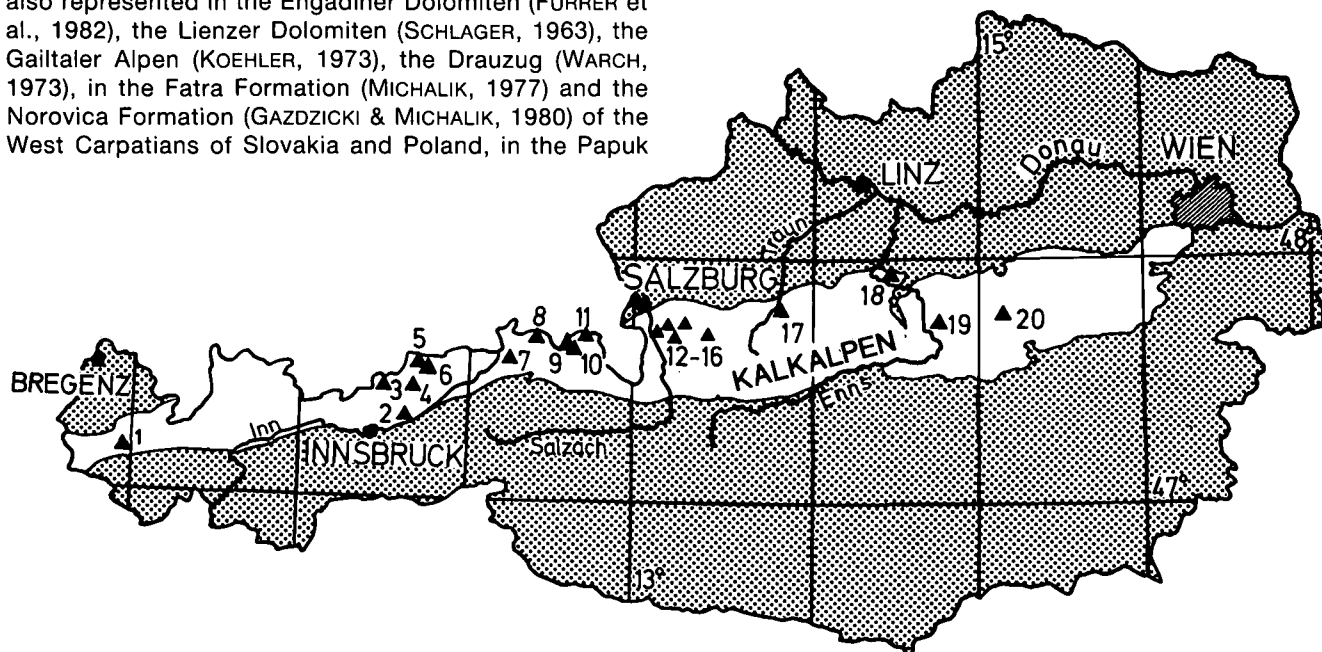 also represented in the Engadiner Dolomiten (FURRER et
al., 1982), the Lienzer Dolomiten (SCHLAGER, 1963), the
Gailtaler Alpen (KOEHLER, 1973), the Drauzug (WARCH,
1973), in the Fatra Formation (MICHALIK, 1977) and the
Norovica Formation (GAZDZICKI & MICHALIK, 1980) of the
West Carpatians of Slovakia and Poland, in the Papuk
15°
WIEN
Donau
LINZ
Traun
48°
SALZBURG
18
8
11
17
19
20
5
7
9
10
12-16
6
KALKALPEN
BREGENZ
3
4
Enns
2
1
Inn
INNSBRUCK
Salzach
47°
13°